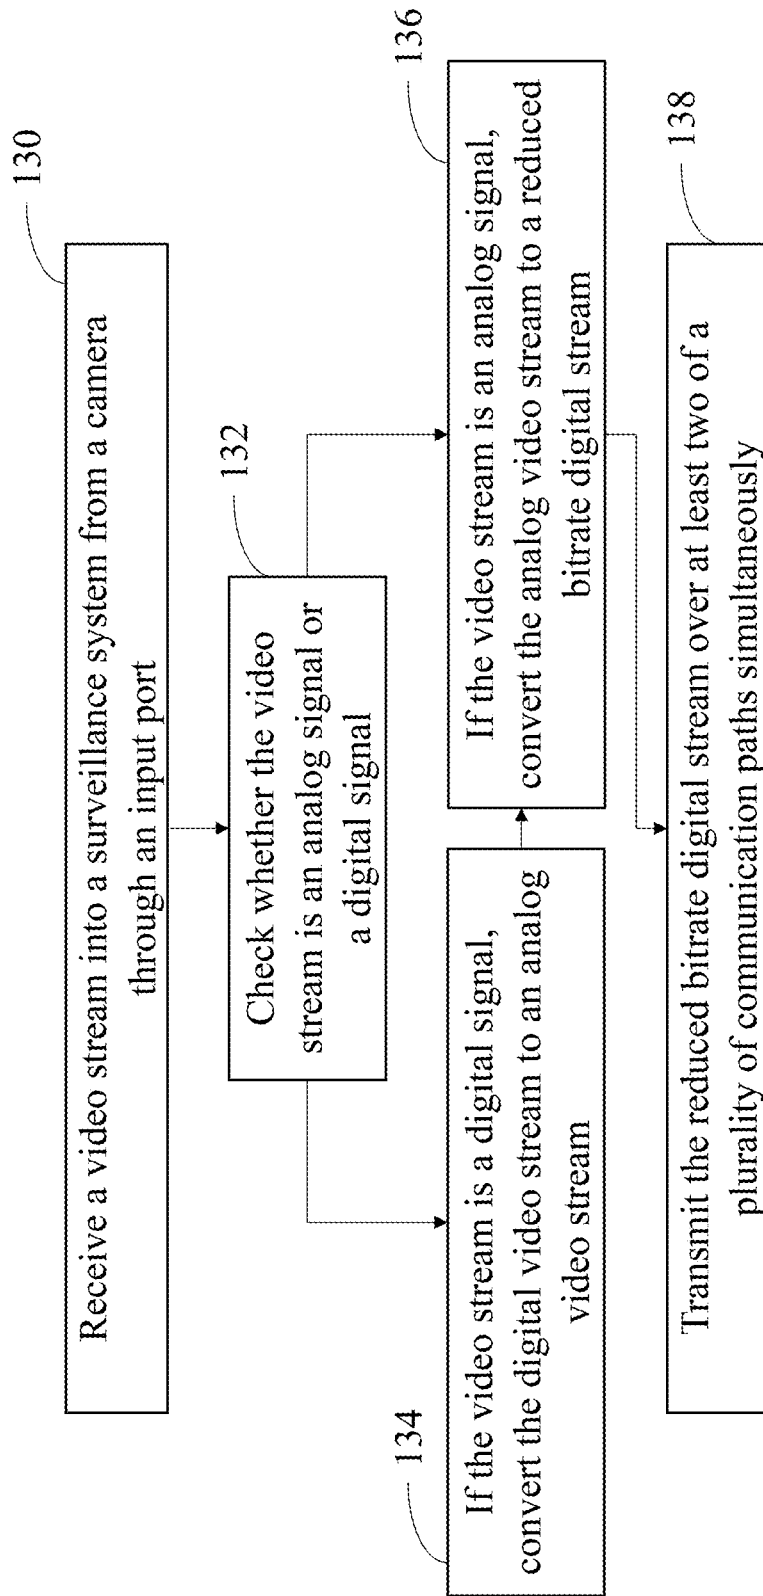 130
Receive a video stream into a surveillance system from a camera
through an input port
132
Check whether the video
stream is an analog signal or
a digital signal
134
If the video stream is a digital signal,
convert the digital video stream to an analog
video stream
136
If the video stream is an analog signal,
convert the analog video stream to a reduced
bitrate digital stream
138
Transmit the reduced bitrate digital stream over at least two of a
plurality of communication paths simultaneously